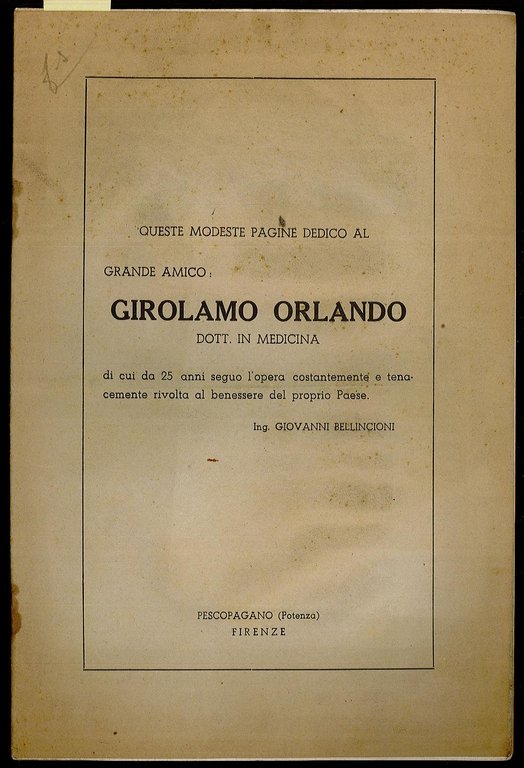 QUESTE MODESTE PAGINE DEDICO AL
GRANDE AMICO:
GIROLAMO ORLANDO
DOTT. IN MEDICINA
di cui da 25 anni seguo l'opera costantemente e tena-
cemente rivolta al benessere del proprio Paese.
Ing. GIOVANNI BELLINCIONI
PESCOPAGANO (Potenza)
FIRENZE